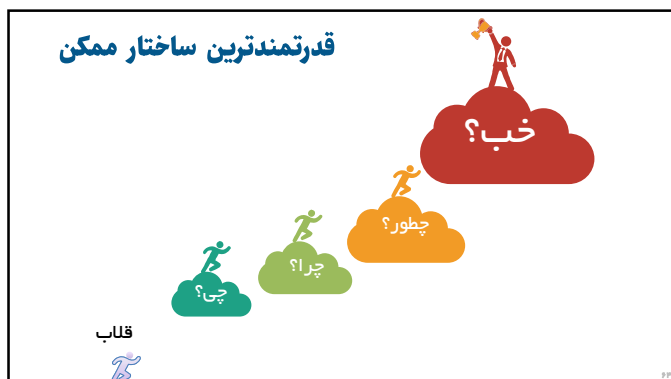 قدرتمندترین ساختار ممکن
خب؟
چطور؟
چرا؟
چی؟
قلاب